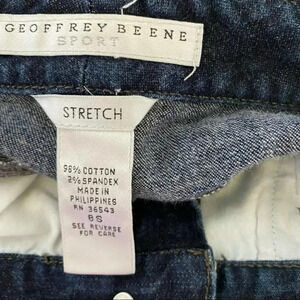 GEOFFREY BEENE
SPORT
STRETCH
98% COTTON
2% SPANDEX
MADE IN
PHILIPPINES
RN 36543
8S
SEE REVERSE
FOR CARE